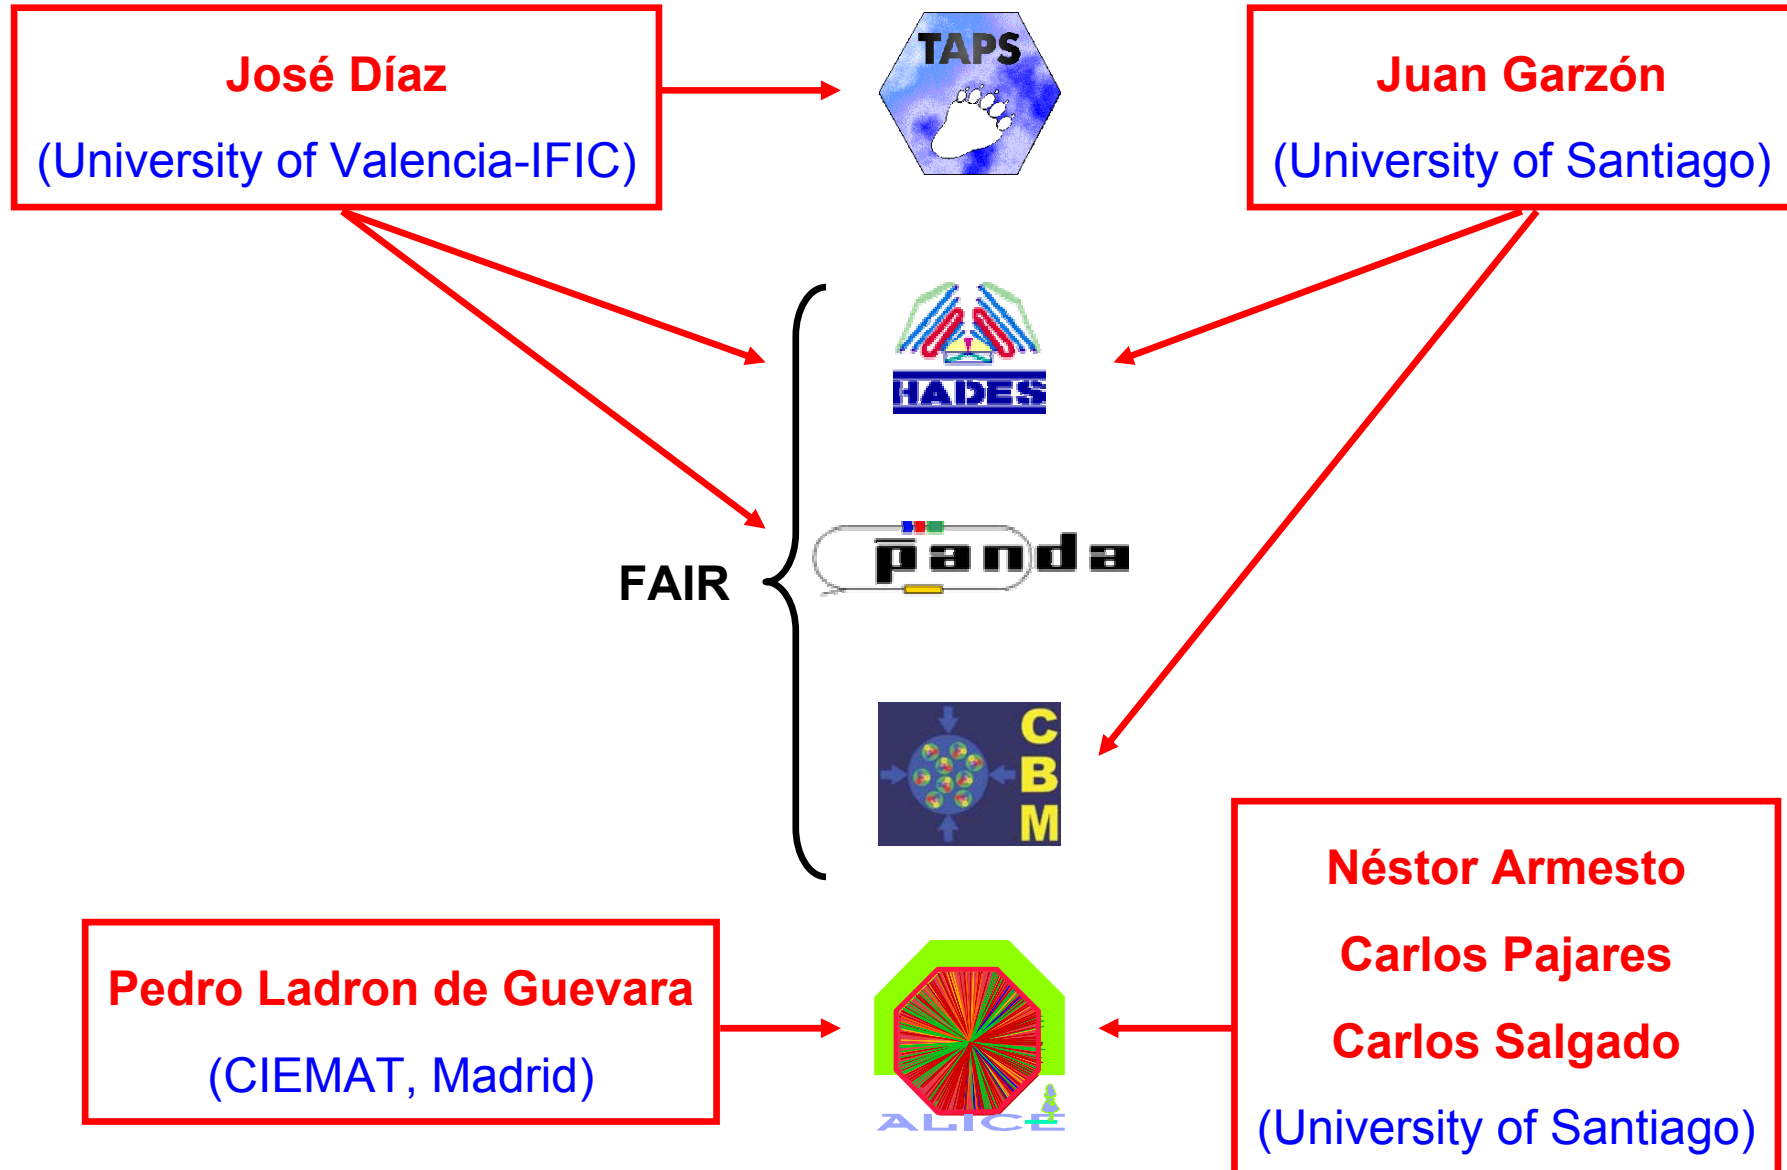 José Díaz
(University of Valencia-IFIC)
TAPS
Juan Garzón
(University of Santiago)
HADES
FAIR
panda
C
B
M
Pedro Ladron de Guevara
(CIEMAT, Madrid)
ALICE
Néstor Armesto
Carlos Pajares
Carlos Salgado
(University of Santiago)